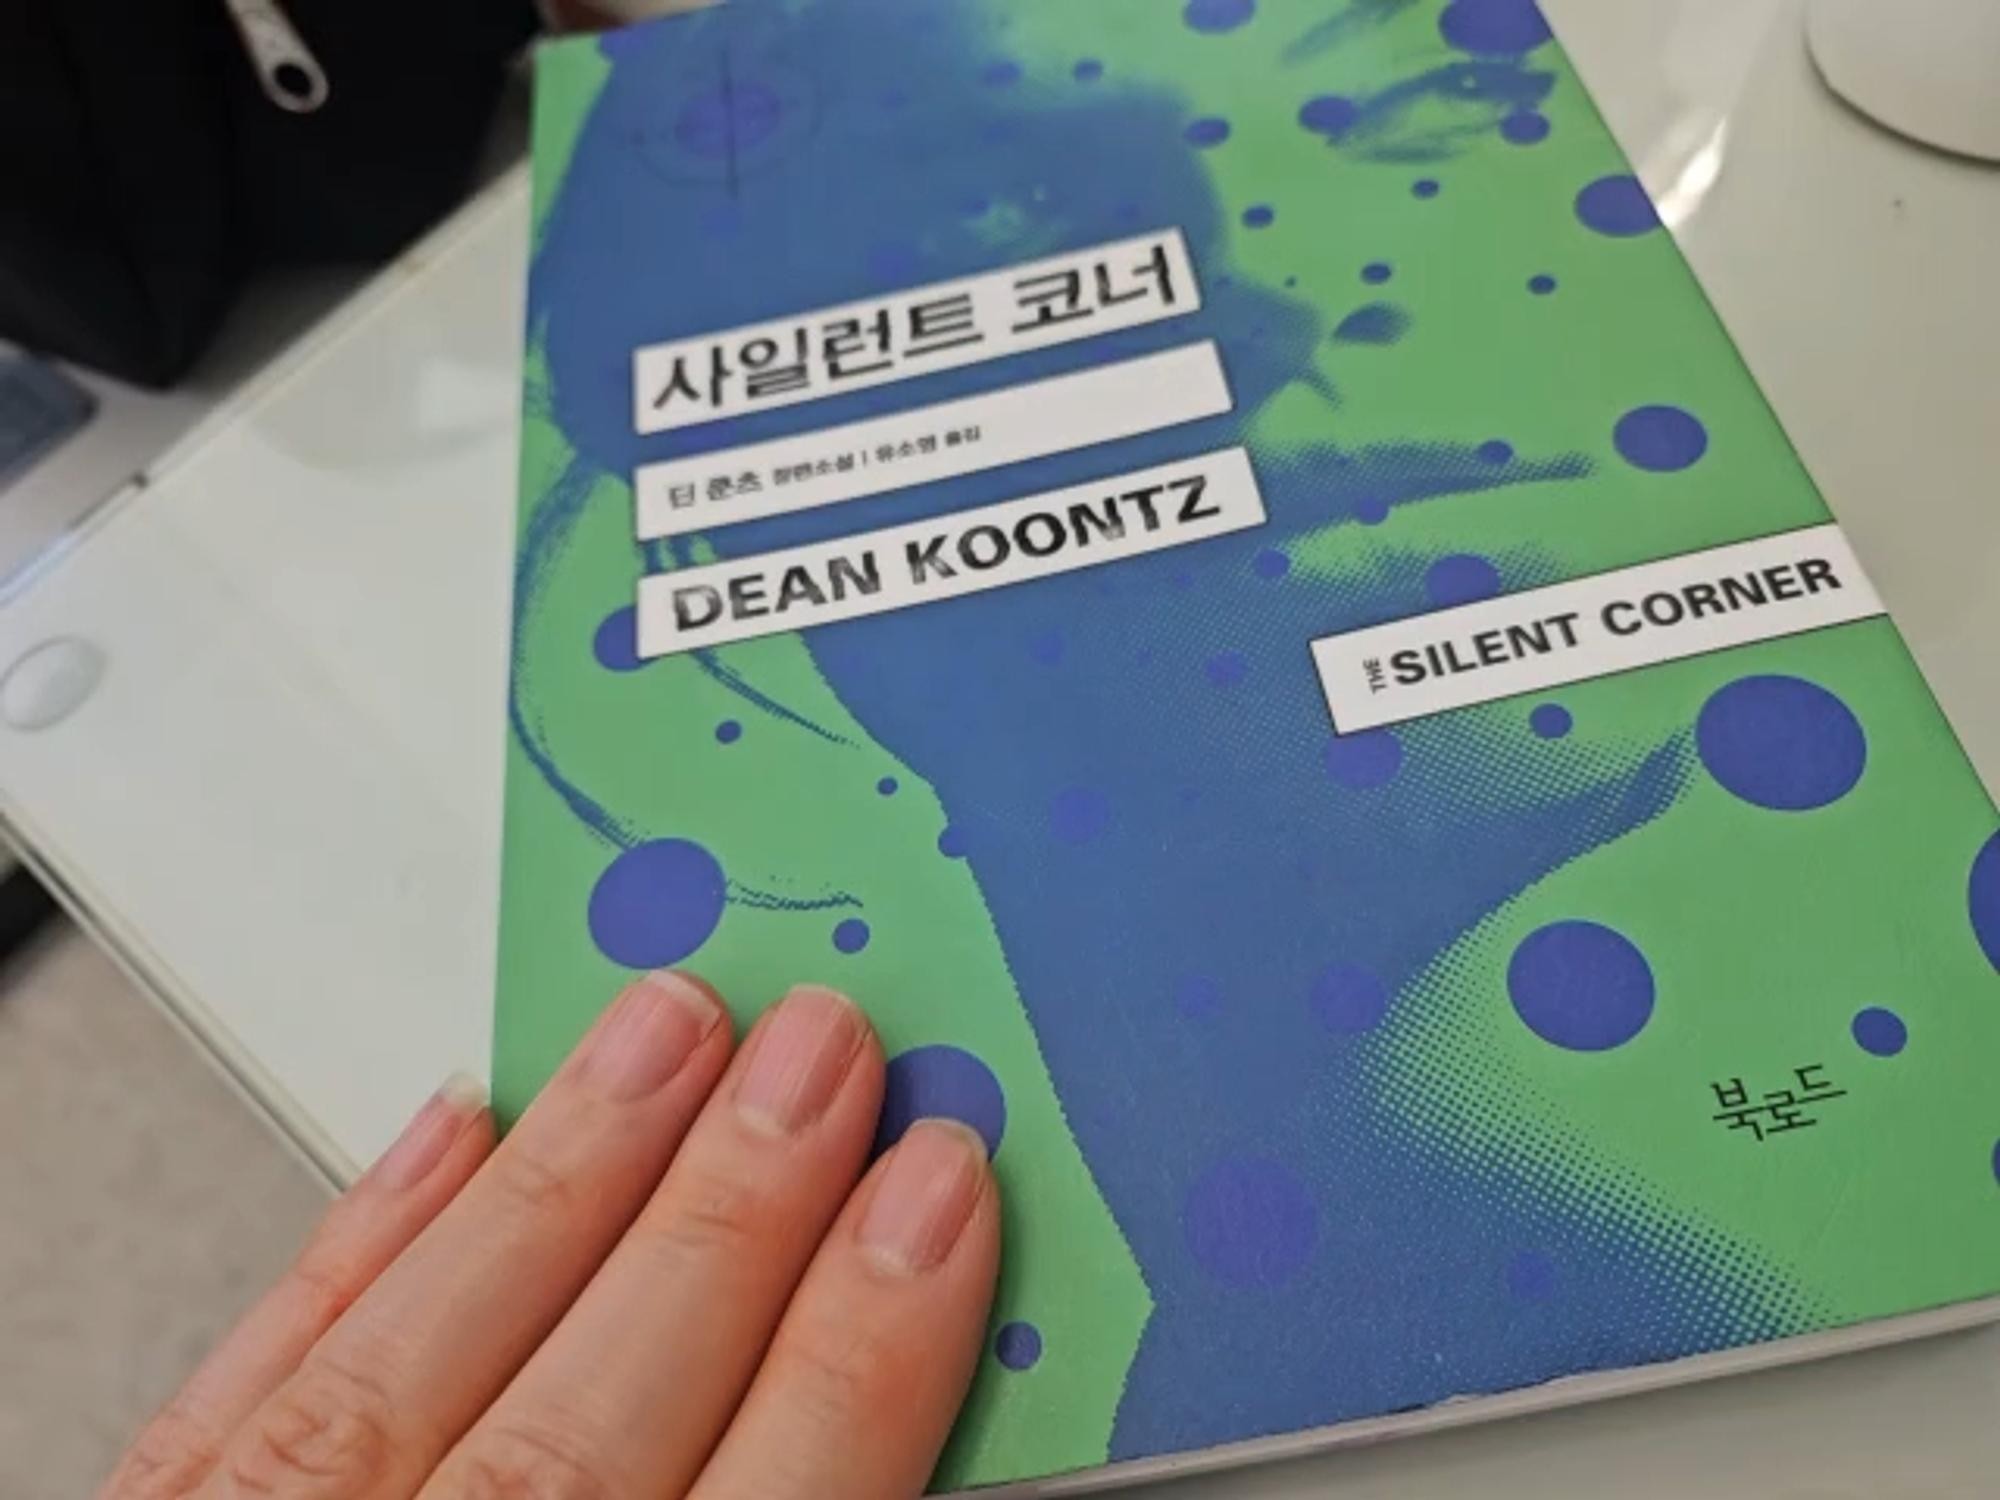 사일런트 코너
딘 쿤츠 장편소설 | 유소영 옮김
DEAN KOONTZ
THE SILENT CORNER
북로드